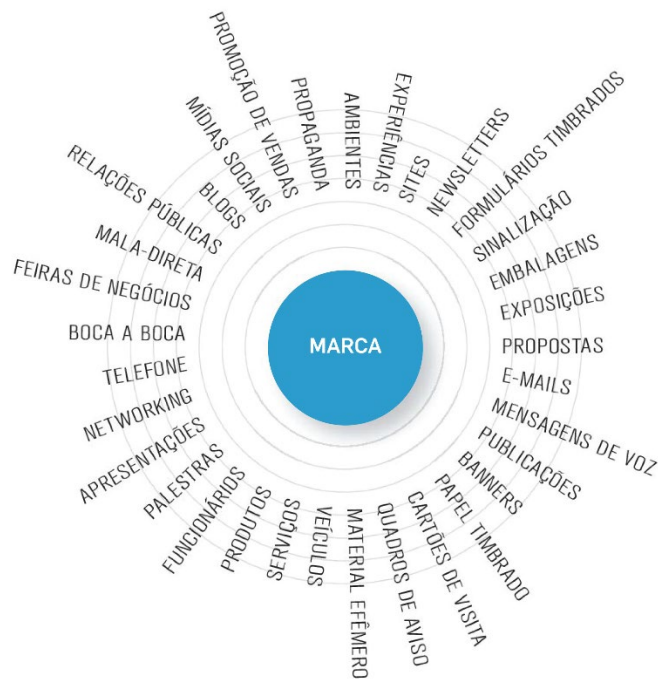 MARCA
AMBIENTES
EXPERIÊNCIAS
SITES
NEWSLETTERS
FORMULÁRIOS TIMBRADOS
SINALIZAÇÃO
EMBALAGENS
EXPOSIÇÕES
PROPOSTAS
E-MAILS
MENSAGENS DE VOZ
PUBLICAÇÕES
BANNERS
PAPEL TIMBRADO
CARTÕES DE VISITA
QUADROS DE AVISO
MATERIAL EFÊMERO
VEÍCULOS
SERVIÇOS
PRODUTOS
FUNCIONÁRIOS
PALESTRAS
APRESENTAÇÕES
NETWORKING
TELEFONE
BOCA A BOCA
FEIRAS DE NEGÓCIOS
MALA-DIRETA
RELAÇÕES PÚBLICAS
BLOGS
MÍDIAS SOCIAIS
PROMOÇÃO DE VENDAS
PROPAGANDA